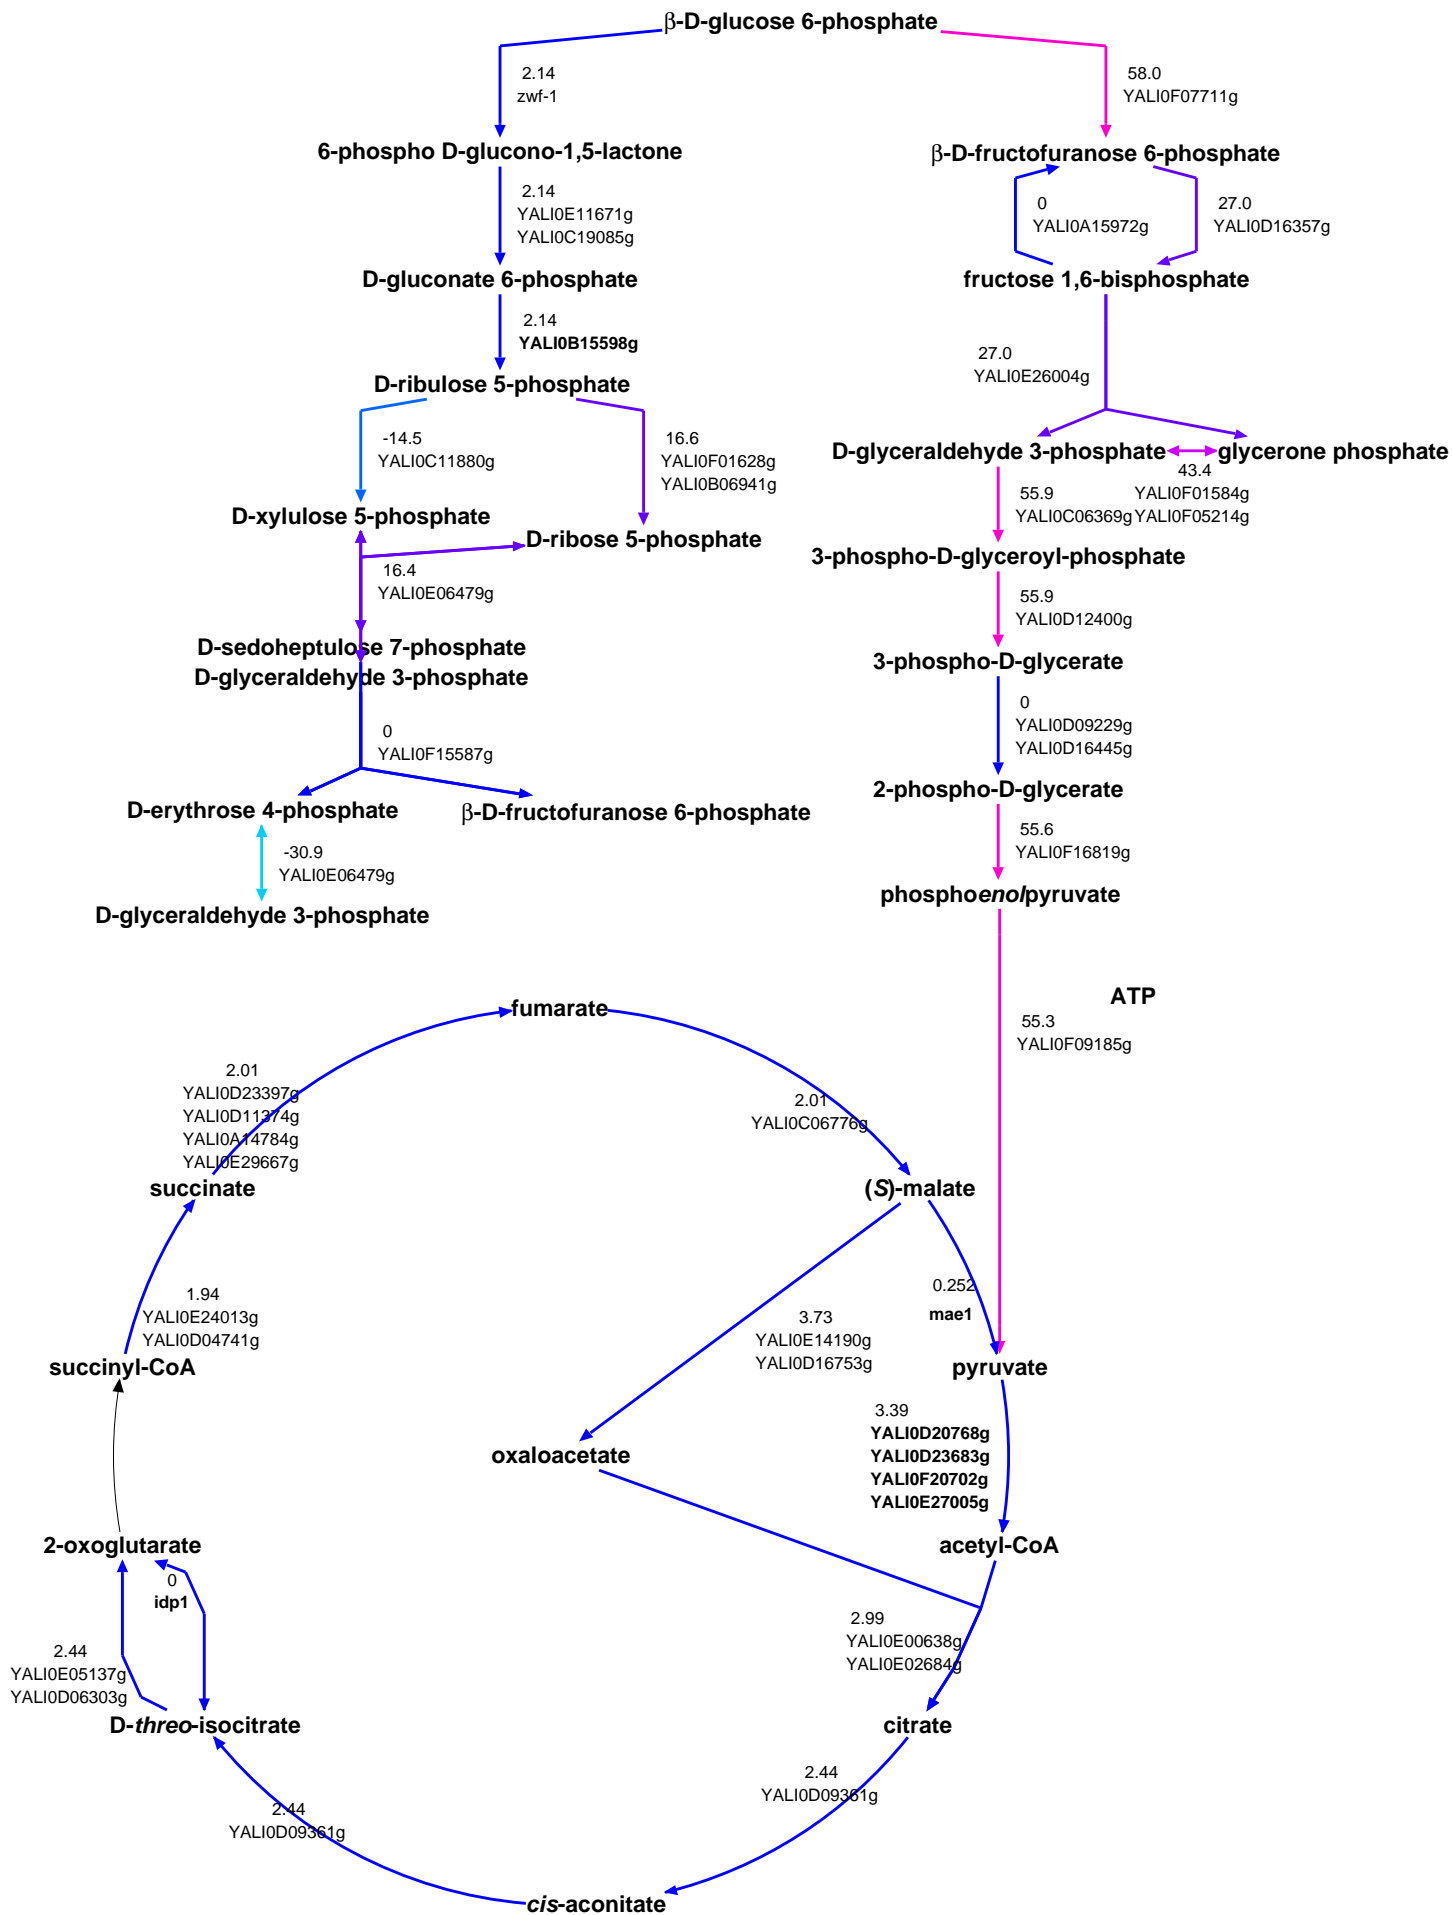 β-D-glucose 6-phosphate
2.14
zwf-1
58.0
YALI0F07711g
6-phospho D-glucono-1,5-lactone
β-D-fructofuranose 6-phosphate
2.14
YALI0E11671g
YALI0C19085g
0
YALI0A15972g
27.0
YALI0D16357g
D-gluconate 6-phosphate
fructose 1,6-bisphosphate
2.14
YALI0B15598g
27.0
YALI0E26004g
D-ribulose 5-phosphate
-14.5
YALI0C11880g
16.6
YALI0F01628g
YALI0B06941g
D-glyceraldehyde 3-phosphate
glycerone phosphate
43.4
YALI0F01584g
YALI0F05214g
55.9
YALI0C06369g
D-xylulose 5-phosphate
D-ribose 5-phosphate
3-phospho-D-glyceroyl-phosphate
16.4
YALI0E06479g
55.9
YALI0D12400g
D-sedoheptulose 7-phosphate
D-glyceraldehyde 3-phosphate
3-phospho-D-glycerate
0
YALI0F15587g
0
YALI0D09229g
YALI0D16445g
D-erythrose 4-phosphate
β-D-fructofuranose 6-phosphate
2-phospho-D-glycerate
-30.9
YALI0E06479g
55.6
YALI0F16819g
D-glyceraldehyde 3-phosphate
phosphoenolpyruvate
ATP
55.3
YALI0F09185g
fumarate
2.01
YALI0D23397g
YALI0D11374g
YALI0A14784g
YALI0E29667g
2.01
YALI0C06776g
succinate
(S)-malate
1.94
YALI0E24013g
YALI0D04741g
3.73
YALI0E14190g
YALI0D16753g
0.252
mae1
succinyl-CoA
pyruvate
3.39
YALI0D20768g
YALI0D23683g
YALI0F20702g
YALI0E27005g
oxaloacetate
2-oxoglutarate
acetyl-CoA
0
idp1
2.44
YALI0E05137g
YALI0D06303g
2.99
YALI0E00638g
YALI0E02684g
D-threo-isocitrate
citrate
2.44
YALI0D09361g
2.44
YALI0D09361g
cis-aconitate